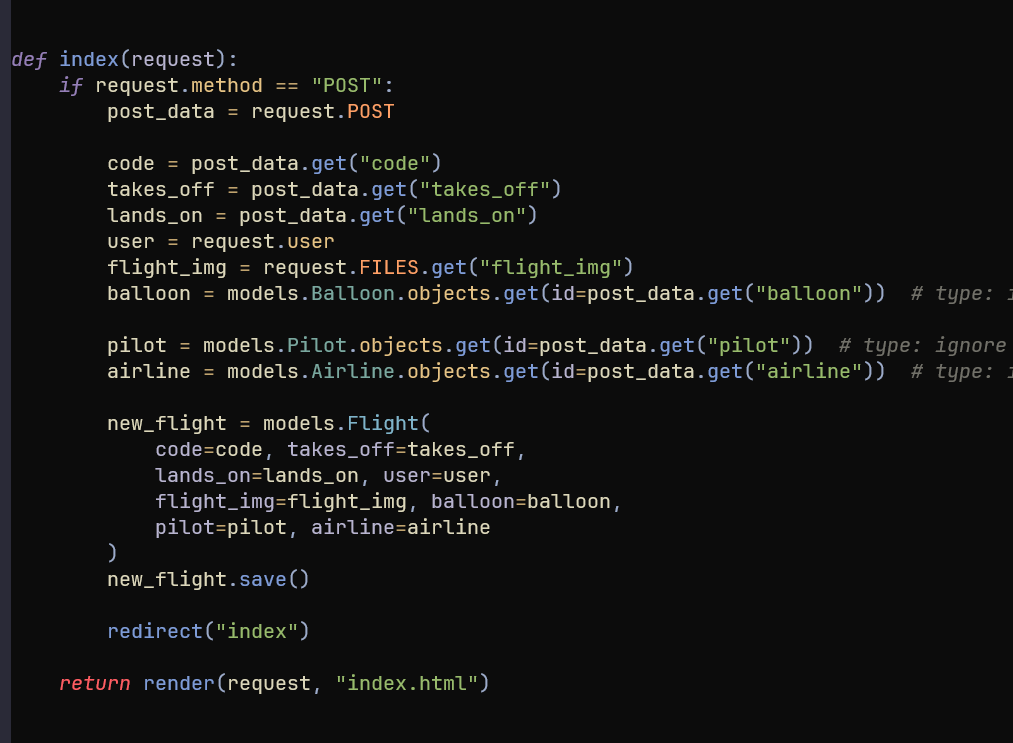 def index(request):
    if request.method == "POST":
        post_data = request.POST

        code = post_data.get("code")
        takes_off = post_data.get("takes_off")
        lands_on = post_data.get("lands_on")
        user = request.user
        flight_img = request.FILES.get("flight_img")
        balloon = models.Balloon.objects.get(id=post_data.get("balloon"))  # type:

        pilot = models.Pilot.objects.get(id=post_data.get("pilot"))  # type: ignore
        airline = models.Airline.objects.get(id=post_data.get("airline"))  # type:

        new_flight = models.Flight(
            code=code, takes_off=takes_off,
            lands_on=lands_on, user=user,
            flight_img=flight_img, balloon=balloon,
            pilot=pilot, airline=airline
        )
        new_flight.save()

        redirect("index")

    return render(request, "index.html")